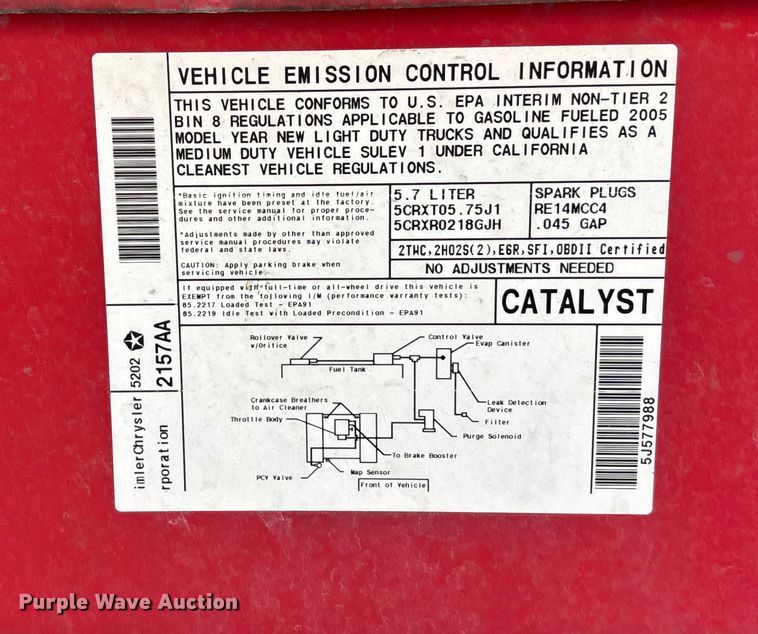 VEHICLE EMISSION CONTROL INFORMATION
THIS VEHICLE CONFORMS TO U.S. EPA INTERIM NON-TIER 2
BIN 8 REGULATIONS APPLICABLE TO GASOLINE FUELED 2005
MODEL YEAR NEW LIGHT DUTY TRUCKS AND QUALIFIES AS A
MEDIUM DUTY VEHICLE SULEV 1 UNDER CALIFORNIA
CLEANEST VEHICLE REGULATIONS.
*Basic ignition timing and idle fuel/air
mixture have been preset at the factory.
See the service manual for proper proce-
dures and other additional information.
*Adjustments made by other than approved
service manual procedures may violate
federal and state laws.
CAUTION: Apply parking brake when
servicing vehicle.
5.7 LITER
5CRXT05.75J1
5CRXR0218GJH
SPARK PLUGS
RE14MCC4
.045 GAP
2TWC,2HO2S(2),EGR,SFI,OBDII Certified
NO ADJUSTMENTS NEEDED
If equipped with full-time or all-wheel drive this vehicle is
EXEMPT from the following I/M (performance warranty tests):
85.2217 Loaded Test - EPA91
85.2219 Idle Test with Loaded Precondition - EPA91
CATALYST
Rollover Valve
w/Orifice
Control Valve
Evap Canister
Fuel Tank
Crankcase Breathers
to Air Cleaner
Throttle Body
Leak Detection
Device
Filter
Purge Solenoid
To Brake Booster
Map Sensor
PCV Valve
Front of Vehicle
imlerChrysler 5202
rporation 2157AA
5J577988
Purple Wave Auction